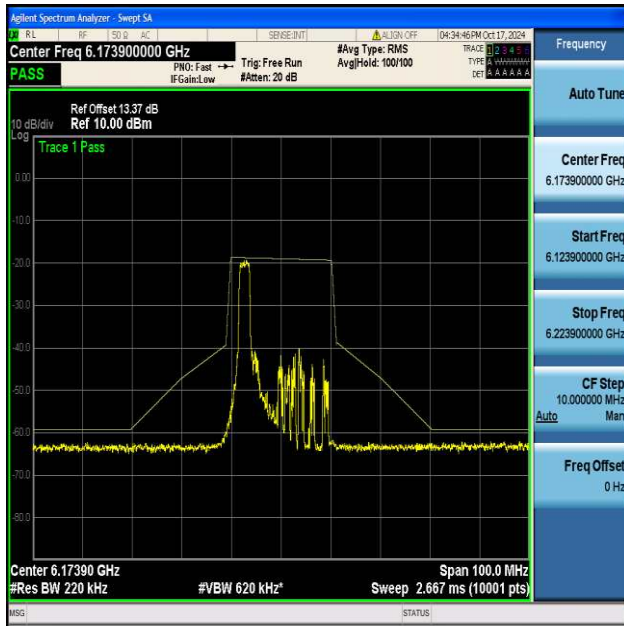 Agilent Spectrum Analyzer - Swept SA
RL RF 50 Ω AC SENSE:INT ALIGN OFF 04:34:46 PM Oct 17, 2024
Center Freq 6.173900000 GHz
PASS
PNO: Fast
IFGain:Low
Trig: Free Run
#Atten: 20 dB
#Avg Type: RMS
Avg|Hold: 100/100
TRACE 1 2 3 4 5 6
TYPE A
DET A A A A A A
Ref Offset 13.37 dB
10 dB/div Ref 10.00 dBm
Log
Trace 1 Pass
0.00
-10.0
-20.0
-30.0
-40.0
-50.0
-60.0
-70.0
-80.0
Center 6.17390 GHz Span 100.0 MHz
#Res BW 220 kHz #VBW 620 kHz* Sweep 2.667 ms (10001 pts)
MSG STATUS
Frequency
Auto Tune
Center Freq
6.173900000 GHz
Start Freq
6.123900000 GHz
Stop Freq
6.223900000 GHz
CF Step
10.000000 MHz
Auto Man
Freq Offset
0 Hz